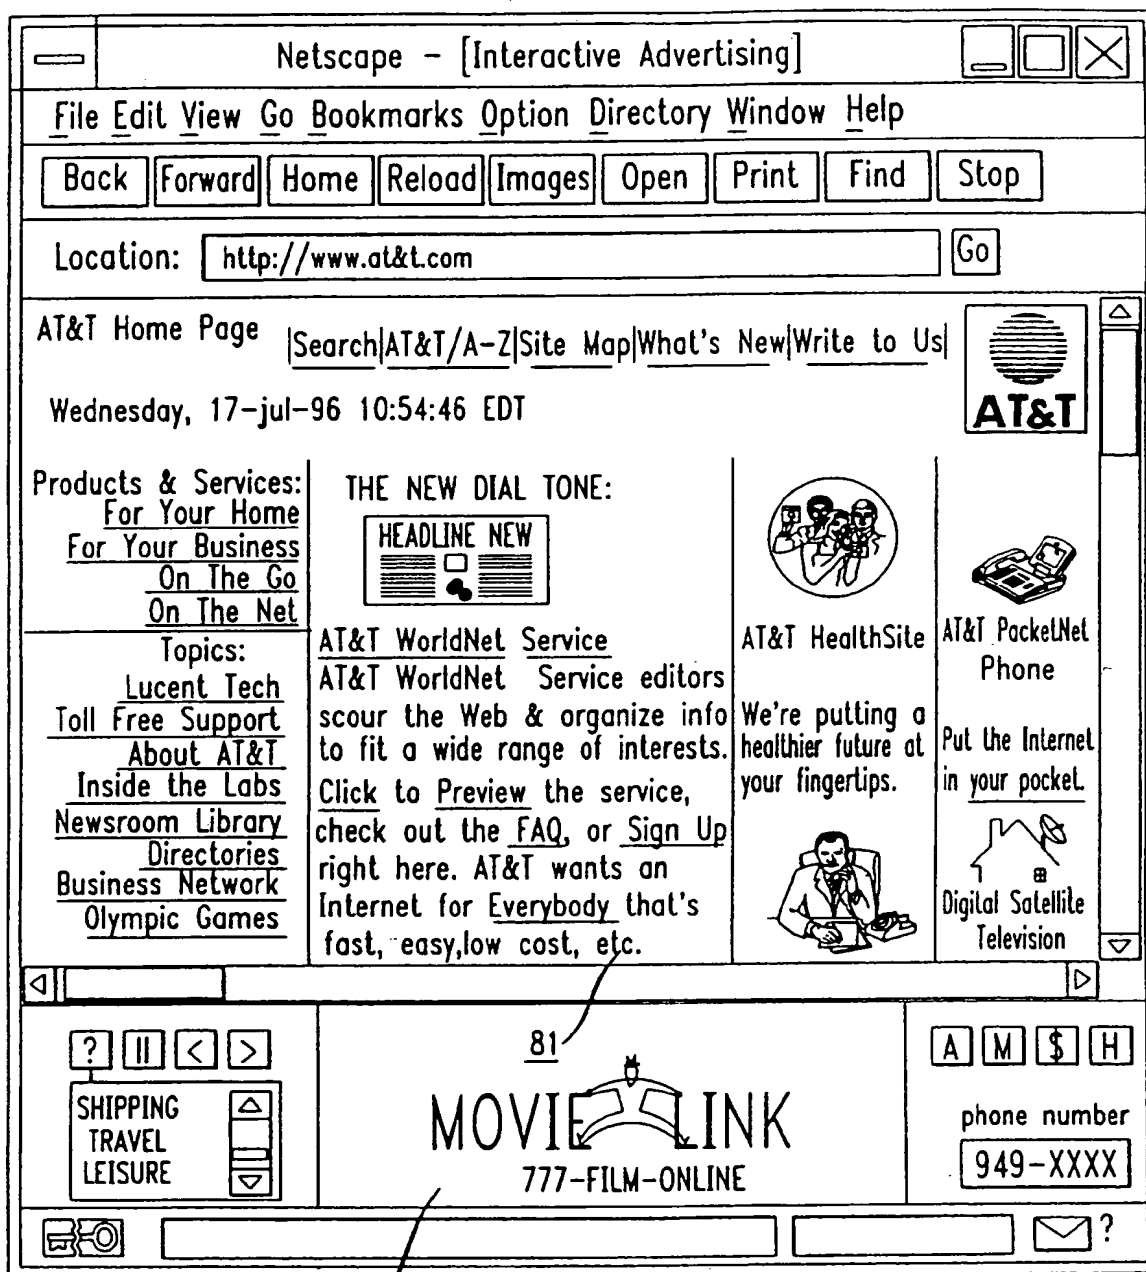 Netscape - [Interactive Advertising]
File Edit View Go Bookmarks Option Directory Window Help
Back Forward Home Reload Images Open Print Find Stop
Location: http://www.at&t.com Go
AT&T Home Page |Search|AT&T/A-Z|Site Map|What's New|Write to Us|
AT&T
Wednesday, 17-jul-96 10:54:46 EDT
Products & Services:
For Your Home
For Your Business
On The Go
On The Net
Topics:
Lucent Tech
Toll Free Support
About AT&T
Inside the Labs
Newsroom Library
Directories
Business Network
Olympic Games
THE NEW DIAL TONE:
HEADLINE NEW
AT&T WorldNet Service
AT&T WorldNet Service editors
scour the Web & organize info
to fit a wide range of interests.
Click to Preview the service,
check out the FAQ, or Sign Up
right here. AT&T wants an
Internet for Everybody that's
fast, easy,low cost, etc.
AT&T HealthSite
We're putting a
healthier future at
your fingertips.
AT&T PocketNet
Phone
Put the Internet
in your pocket.
Digital Satellite
Television
? || < >
SHIPPING
TRAVEL
LEISURE
81
MOVIE LINK
777-FILM-ONLINE
A M $ H
phone number
949-XXXX
?